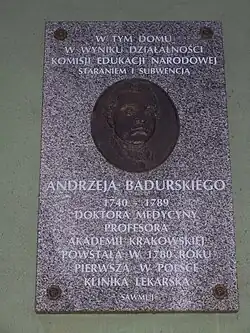 W TYM DOMU
W WYNIKU DZIAŁALNOŚCI
KOMISJI EDUKACJI NARODOWEJ
STARANIEM I SUBWENCJĄ
ANDRZEJA BADURSKIEGO
1740 - 1789
DOKTORA MEDYCYNY
PROFESORA
AKADEMII KRAKOWSKIEJ
POWSTAŁA W 1780 ROKU
PIERWSZA W POLSCE
KLINIKA LEKARSKA